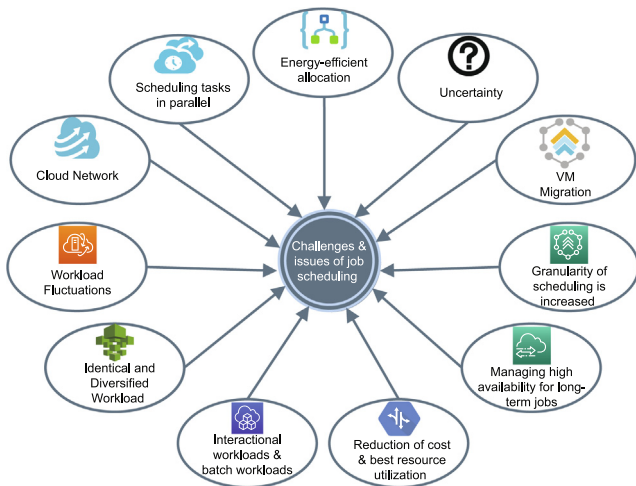 Energy-efficient
allocation
Scheduling tasks
in parallel
?
Uncertainty
Cloud Network
VM
Migration
Challenges &
issues of job
scheduling
Workload
Fluctuations
Granularity of
scheduling is
increased
Identical and
Diversified
Workload
Managing high
availability for long-
term jobs
Interactional
workloads &
batch workloads
Reduction of cost
& best resource
utilization